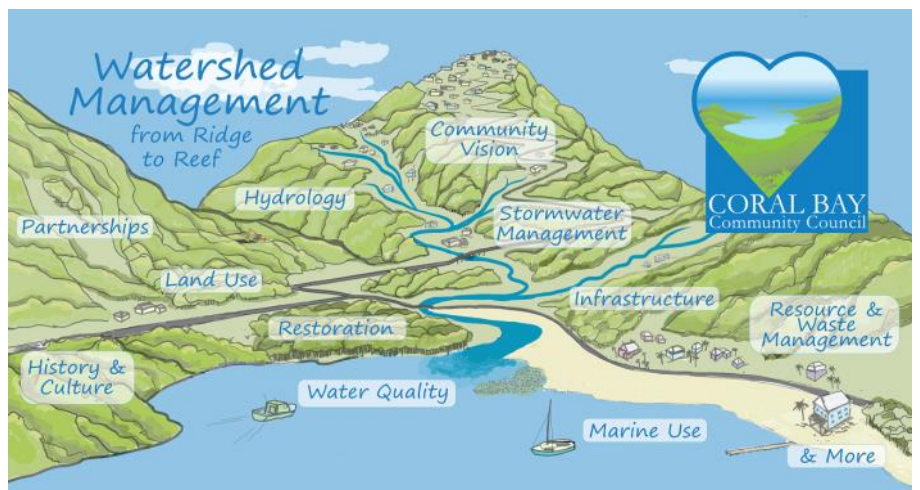 Watershed
Management
from Ridge
to Reef
CORAL BAY
Community Council
Community
Vision
Hydrology
Partnerships
Stormwater
Management
Land Use
Infrastructure
Restoration
Resource &
Waste
Management
History &
Culture
Water Quality
Marine Use
& More